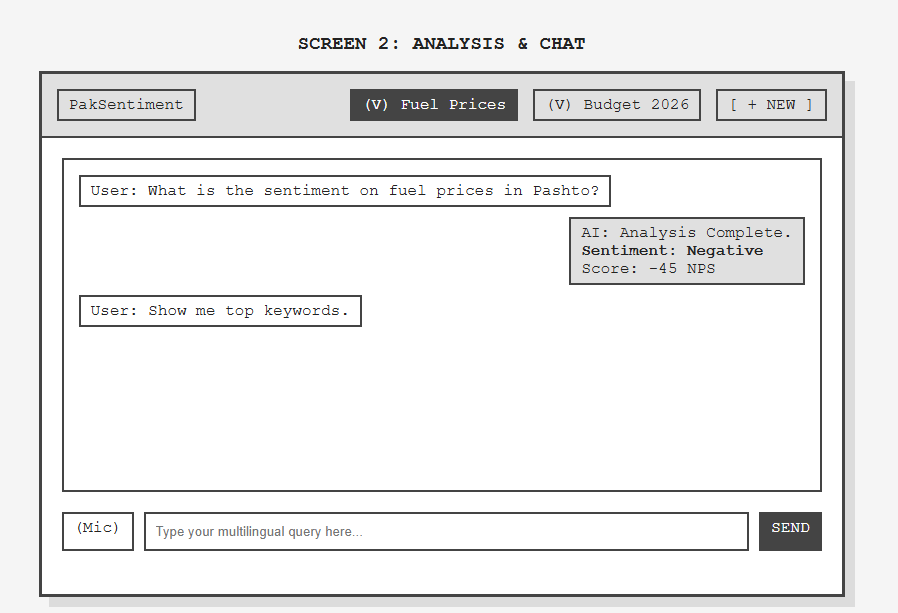 SCREEN 2: ANALYSIS & CHAT
PakSentiment
(V) Fuel Prices
(V) Budget 2026
[ + NEW ]
User: What is the sentiment on fuel prices in Pashto?
AI: Analysis Complete.
Sentiment: Negative
Score: -45 NPS
User: Show me top keywords.
(Mic)
Type your multilingual query here...
SEND